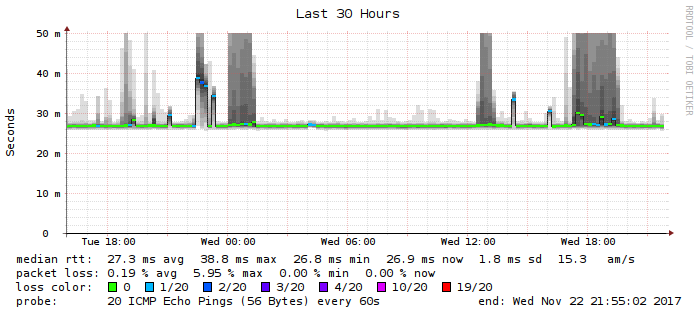 Last 30 Hours
RRDTOOL / TOBI OETIKER
Seconds
50 m
40 m
30 m
20 m
10 m
0
Tue 18:00 Wed 00:00 Wed 06:00 Wed 12:00 Wed 18:00
median rtt: 27.3 ms avg 38.8 ms max 26.8 ms min 26.9 ms now 1.8 ms sd 15.3 am/s
packet loss: 0.19 % avg 5.95 % max 0.00 % min 0.00 % now
loss color: 0 1/20 2/20 3/20 4/20 10/20 19/20
probe: 20 ICMP Echo Pings (56 Bytes) every 60s end: Wed Nov 22 21:55:02 2017